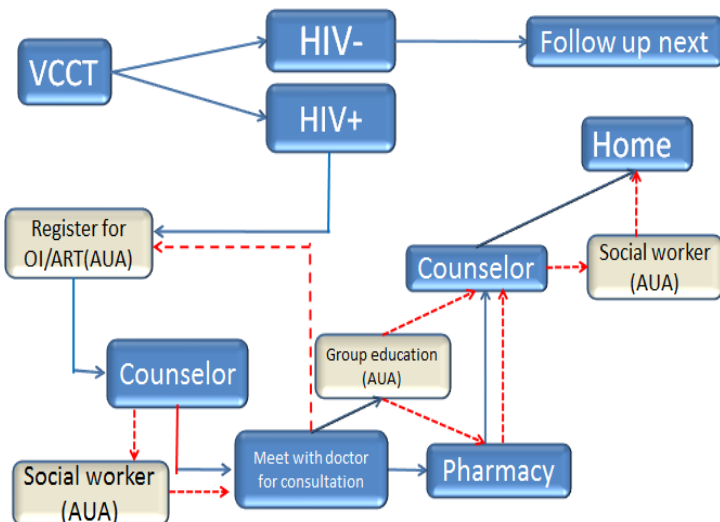 VCCT
HIV-
Follow up next
HIV+
Home
Register for
OI/ART(AUA)
Counselor
Social worker
(AUA)
Group education
(AUA)
Counselor
Meet with doctor
for consultation
Pharmacy
Social worker
(AUA)